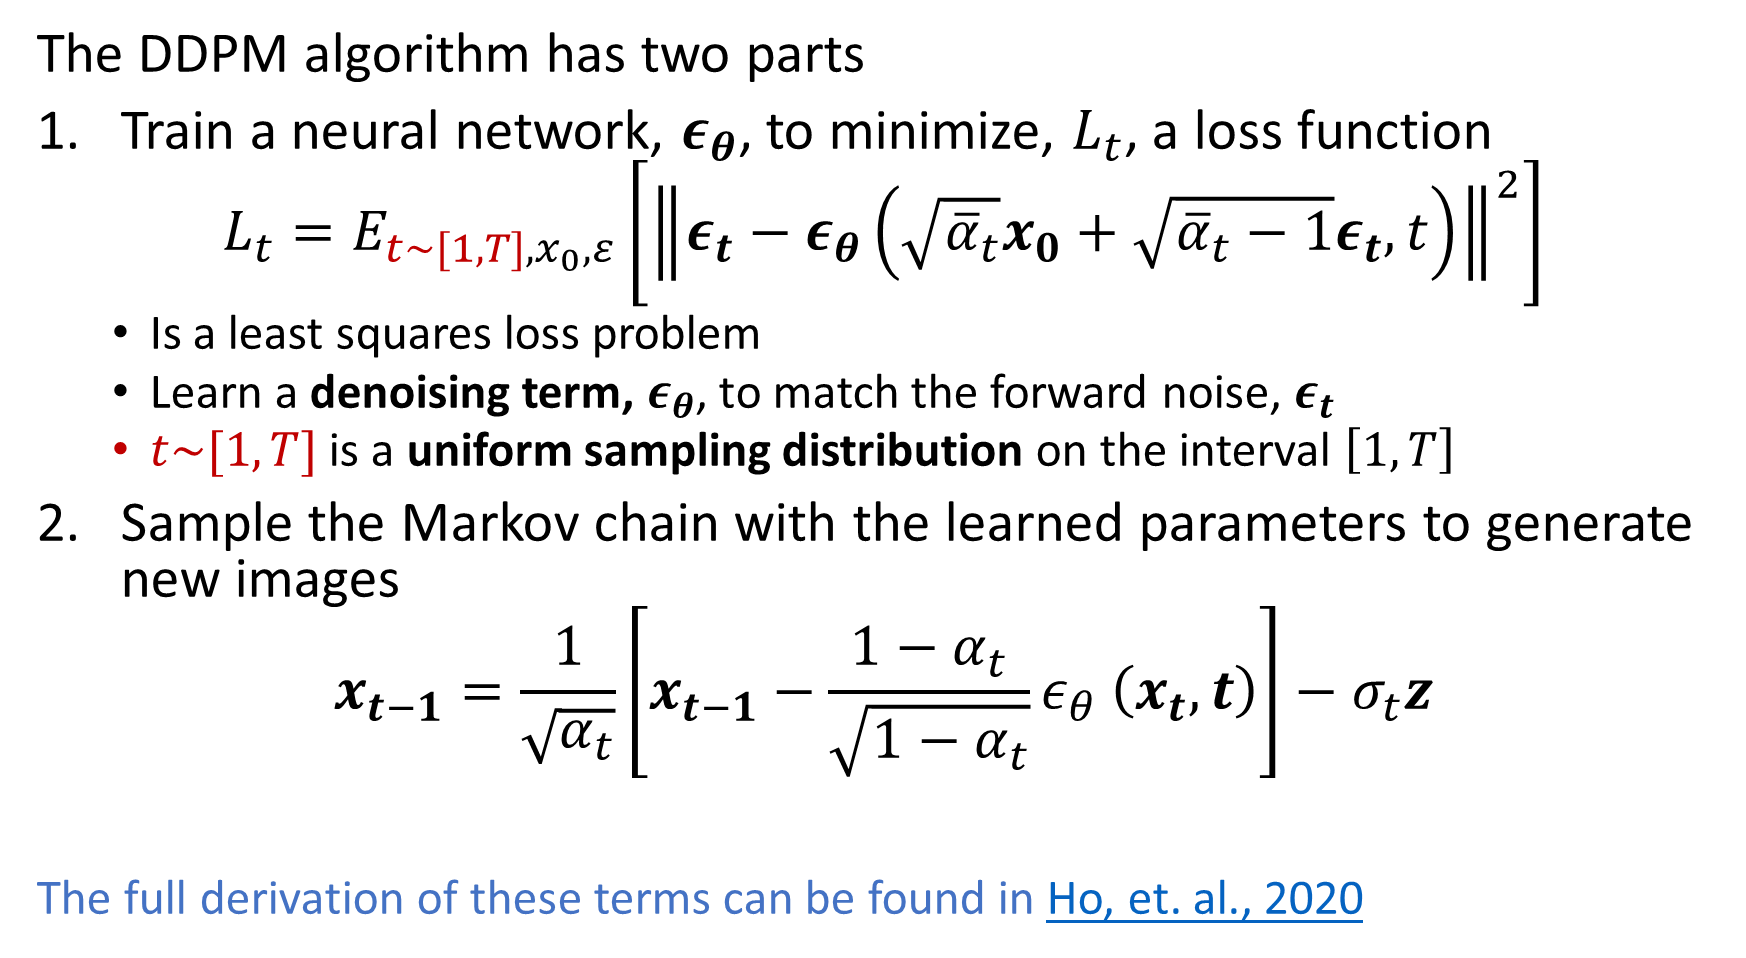 The DDPM algorithm has two parts
1. Train a neural network, ϵ_θ, to minimize, L_t, a loss function
L_t = E_{t~[1,T],x_0,ε} [‖ϵ_t − ϵ_θ (√ᾱ_t x_0 + √(ᾱ_t − 1) ϵ_t, t)‖²]
• Is a least squares loss problem
• Learn a denoising term, ϵ_θ, to match the forward noise, ϵ_t
• t~[1, T] is a uniform sampling distribution on the interval [1, T]
2. Sample the Markov chain with the learned parameters to generate
new images
x_{t−1} = 1/√α_t [x_{t−1} − (1 − α_t)/√(1 − α_t) ϵ_θ (x_t, t)] − σ_t z
The full derivation of these terms can be found in Ho, et. al., 2020